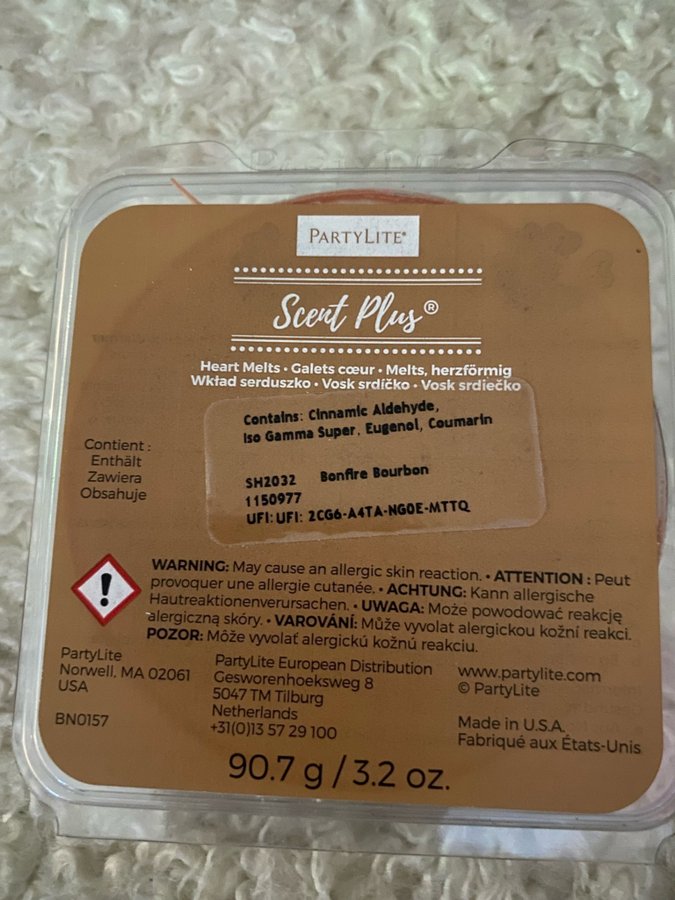 PARTYLITE®
Scent Plus®
Heart Melts • Galets cœur • Melts, herzförmig
Wkład serduszko • Vosk srdíčko • Vosk srdiečko
Contient :
Enthält
Zawiera
Obsahuje
Contains: Cinnamic Aldehyde,
Iso Gamma Super, Eugenol, Coumarin
SH2032 Bonfire Bourbon
1150977
UFI: UFI: 2CG6-A4TA-NG0E-MTTQ
WARNING: May cause an allergic skin reaction. • ATTENTION : Peut
provoquer une allergie cutanée. • ACHTUNG: Kann allergische
Hautreaktionenverursachen. • UWAGA: Może powodować reakcję
alergiczną skóry. • VAROVÁNÍ: Může vyvolat alergickou kožní reakci.
POZOR: Môže vyvolať alergickú kožnú reakciu.
PartyLite
Norwell, MA 02061
USA
BN0157
PartyLite European Distribution
Gesworenhoeksweg 8
5047 TM Tilburg
Netherlands
+31(0)13 57 29 100
www.partylite.com
© PartyLite
Made in U.S.A.
Fabriqué aux États-Unis
90.7 g / 3.2 oz.